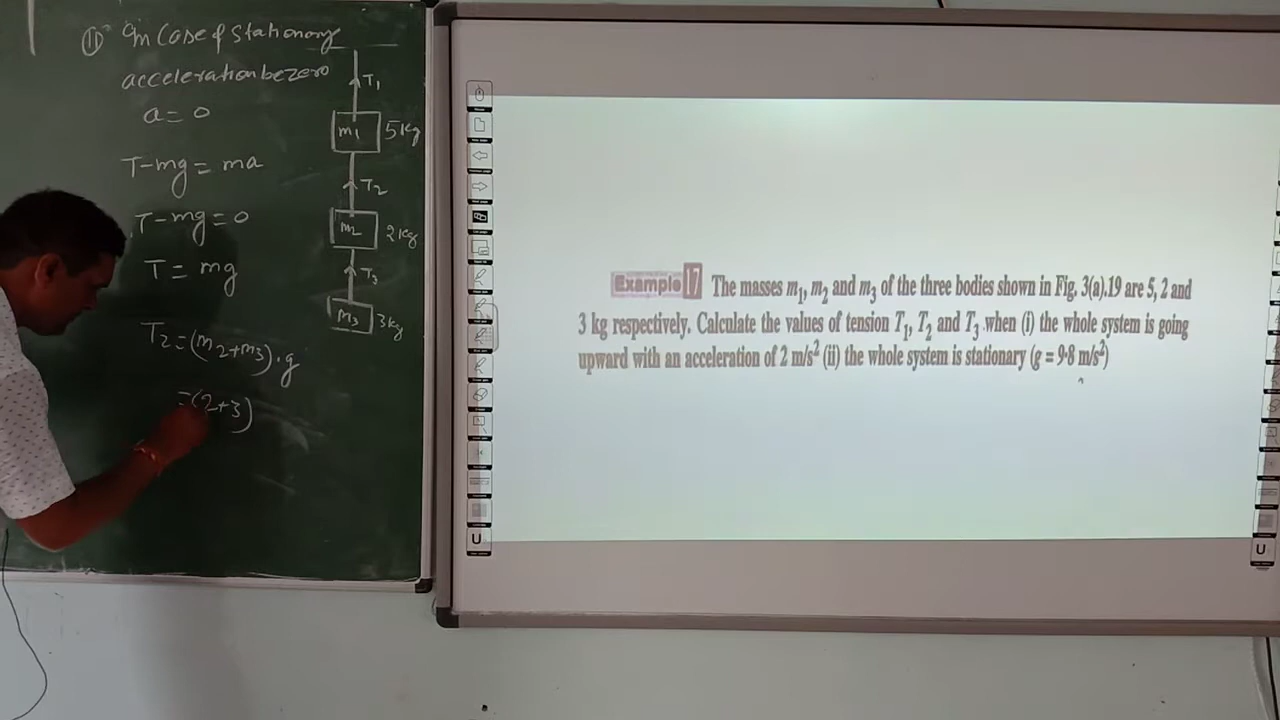 (ii) In Case of Stationary
acceleration be zero
a = 0
T - mg = ma
T - mg = 0
T = mg
T2 = (m2+m3).g
= (2+3)
T1
m1 5kg
T2
m2 2kg
T3
m3 3kg
Example 17 The masses m1, m2 and m3 of the three bodies shown in Fig. 3(a).19 are 5, 2 and
3 kg respectively. Calculate the values of tension T1, T2 and T3 when (i) the whole system is going
upward with an acceleration of 2 m/s² (ii) the whole system is stationary (g = 9·8 m/s²)
U
U